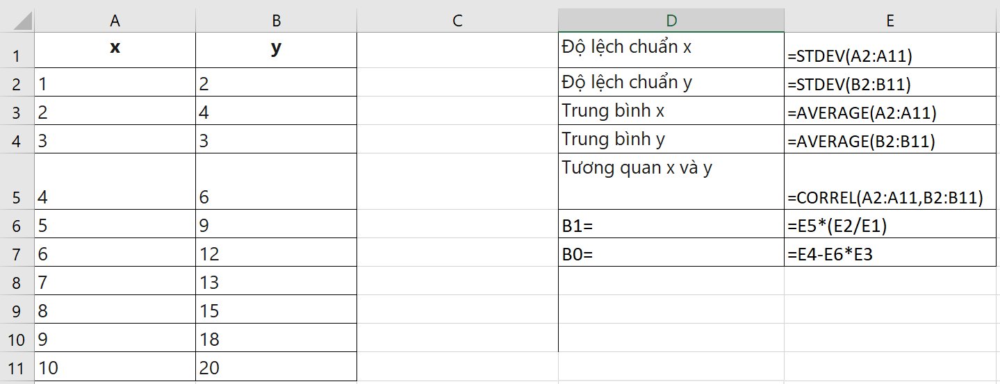 A B C D E
1 x y Độ lệch chuẩn x =STDEV(A2:A11)
2 1 2 Độ lệch chuẩn y =STDEV(B2:B11)
3 2 4 Trung bình x =AVERAGE(A2:A11)
4 3 3 Trung bình y =AVERAGE(B2:B11)
5 4 6 Tương quan x và y =CORREL(A2:A11,B2:B11)
6 5 9 B1= =E5*(E2/E1)
7 6 12 B0= =E4-E6*E3
8 7 13
9 8 15
10 9 18
11 10 20